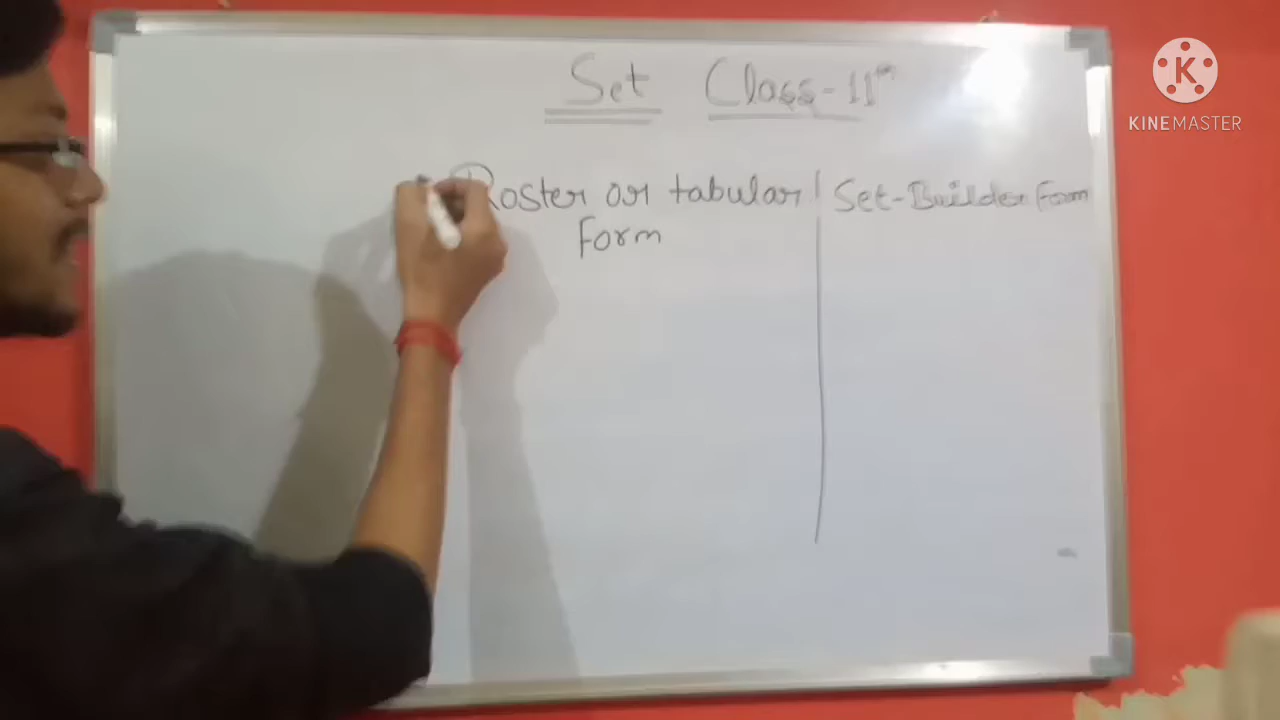 Set Class-11th
Roster or tabular
Form
Set-Builder Form
KINEMASTER